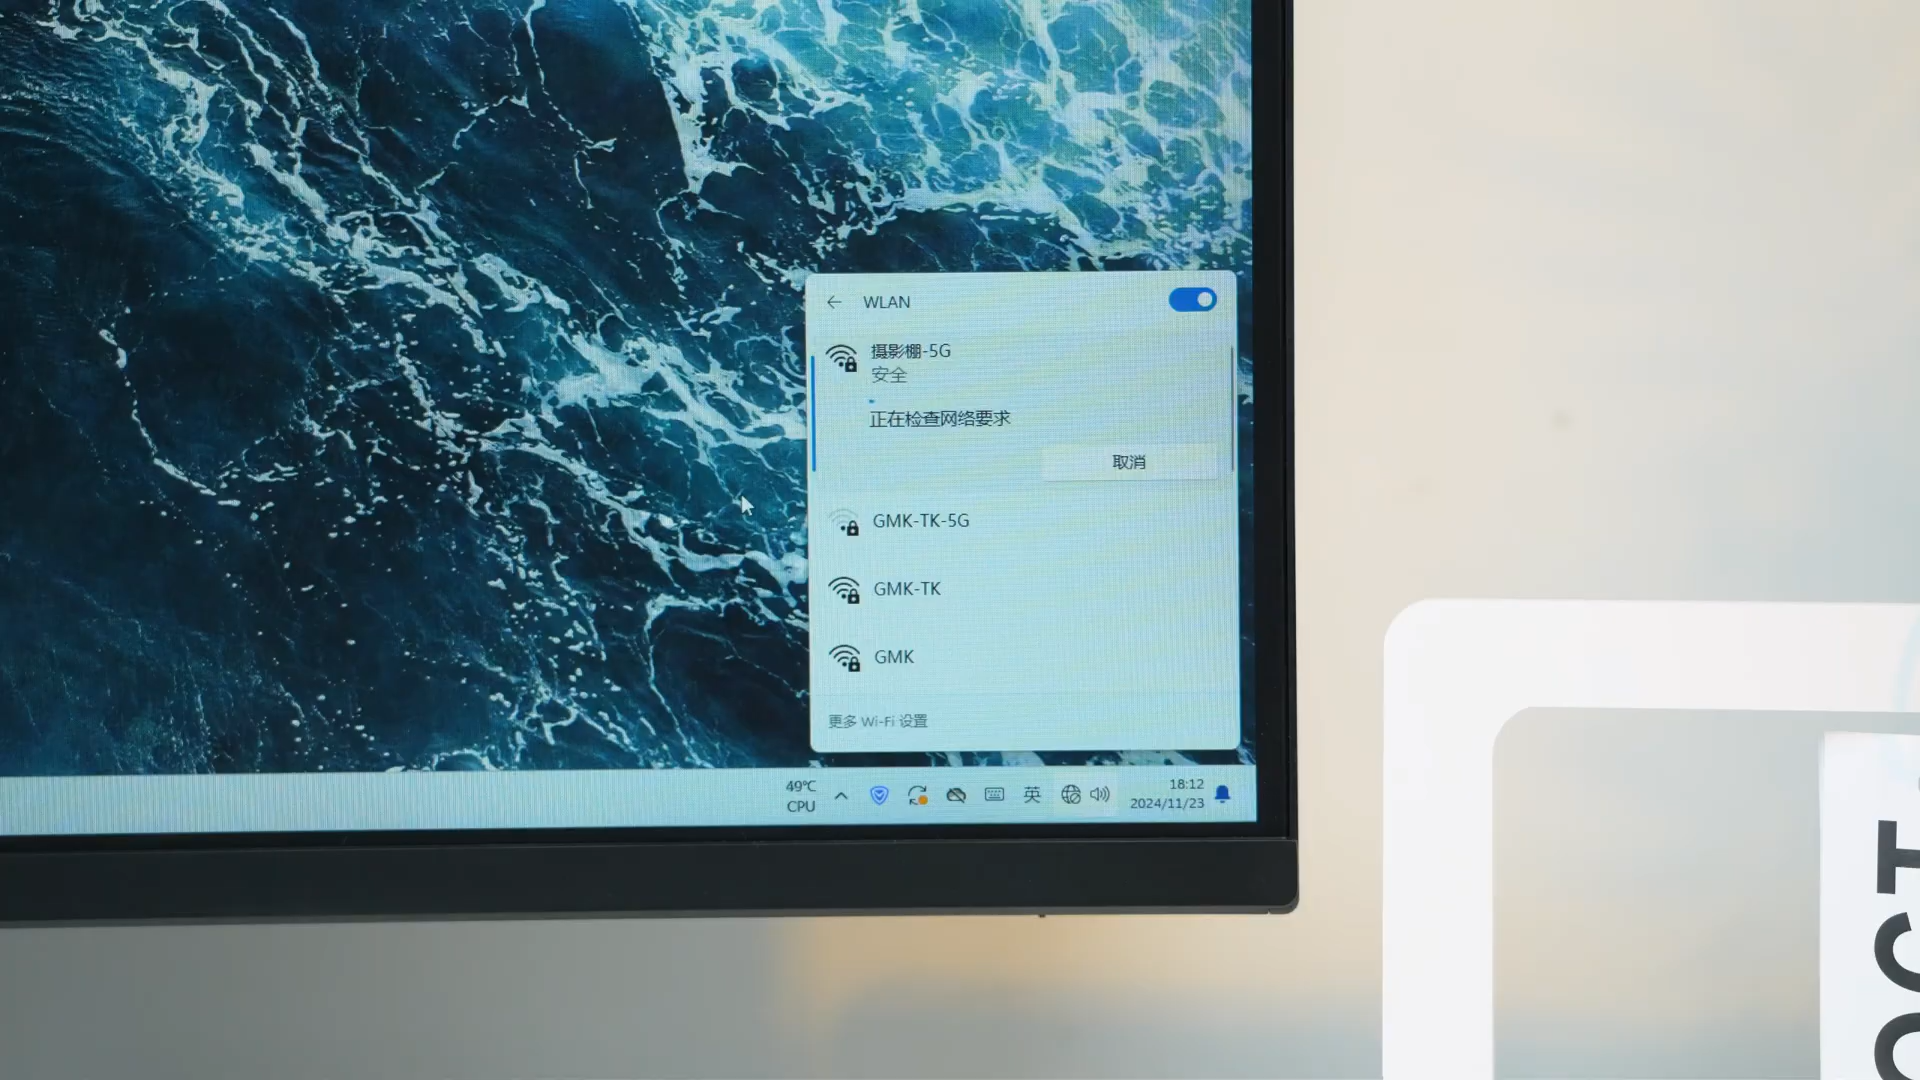 WLAN
摄影棚-5G
安全
正在检查网络要求
取消
GMK-TK-5G
GMK-TK
GMK
更多 Wi-Fi 设置
49°C
CPU
英
18:12
2024/11/23